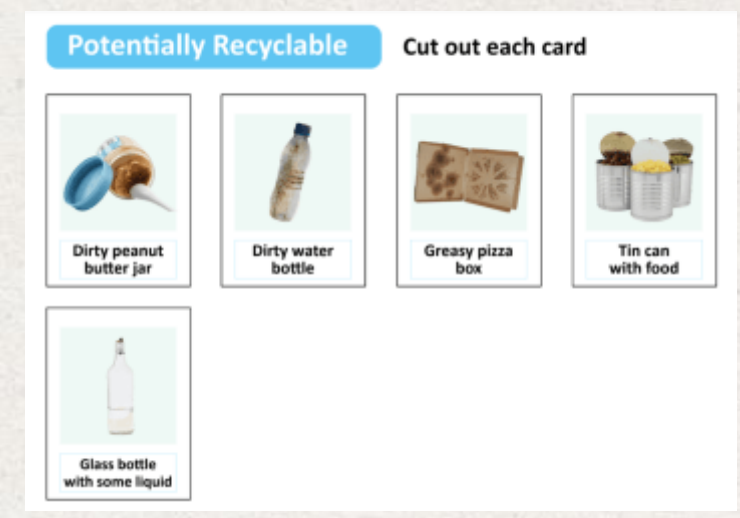 Potentially Recyclable
Cut out each card
Dirty peanut
butter jar
Dirty water
bottle
Greasy pizza
box
Tin can
with food
Glass bottle
with some liquid